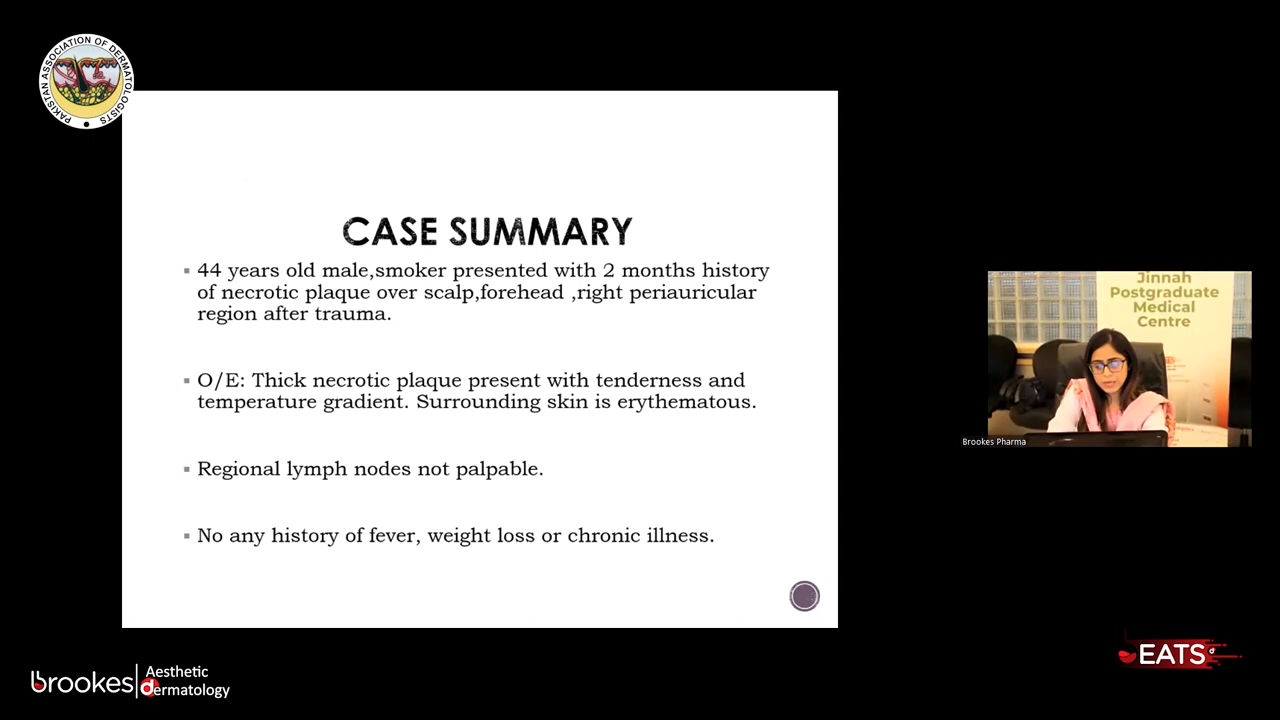 PAKISTAN ASSOCIATION OF DERMATOLOGISTS
CASE SUMMARY
44 years old male,smoker presented with 2 months history
of necrotic plaque over scalp,forehead ,right periauricular
region after trauma.
O/E: Thick necrotic plaque present with tenderness and
temperature gradient. Surrounding skin is erythematous.
Regional lymph nodes not palpable.
No any history of fever, weight loss or chronic illness.
Jinnah
Postgraduate
Medical
Centre
Brookes Pharma
EATS
brookes
Aesthetic
dermatology